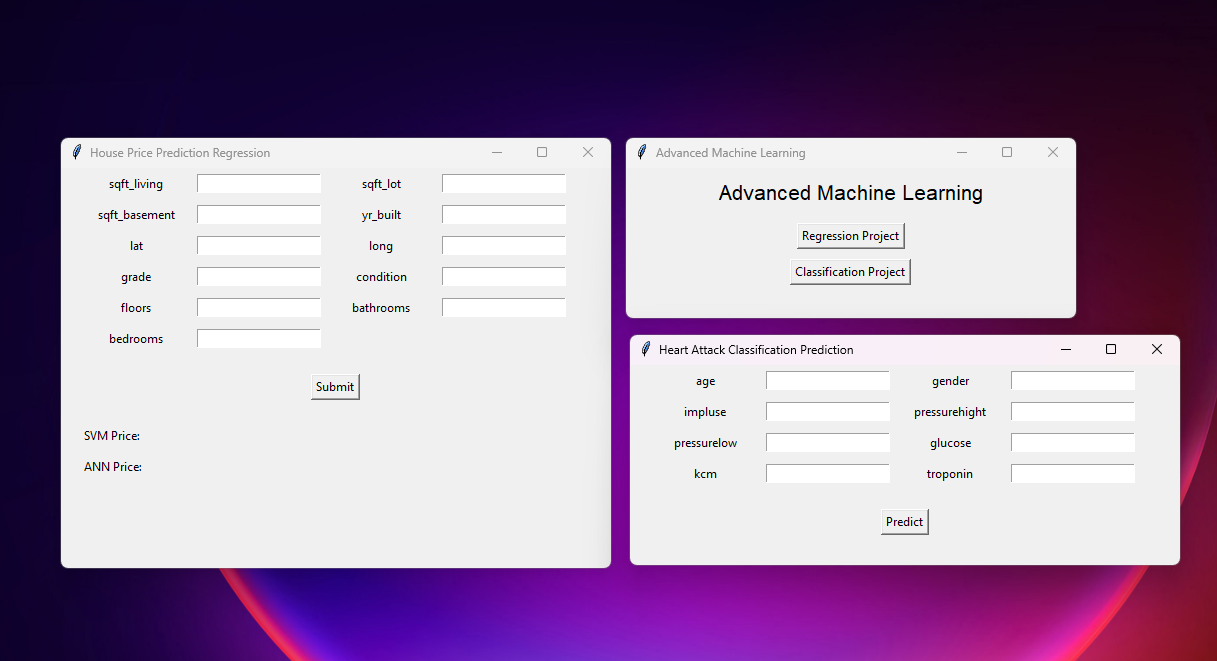 House Price Prediction Regression
sqft_living sqft_lot
sqft_basement yr_built
lat long
grade condition
floors bathrooms
bedrooms
Submit
SVM Price:
ANN Price:
Advanced Machine Learning
Advanced Machine Learning
Regression Project
Classification Project
Heart Attack Classification Prediction
age gender
impluse pressurehight
pressurelow glucose
kcm troponin
Predict